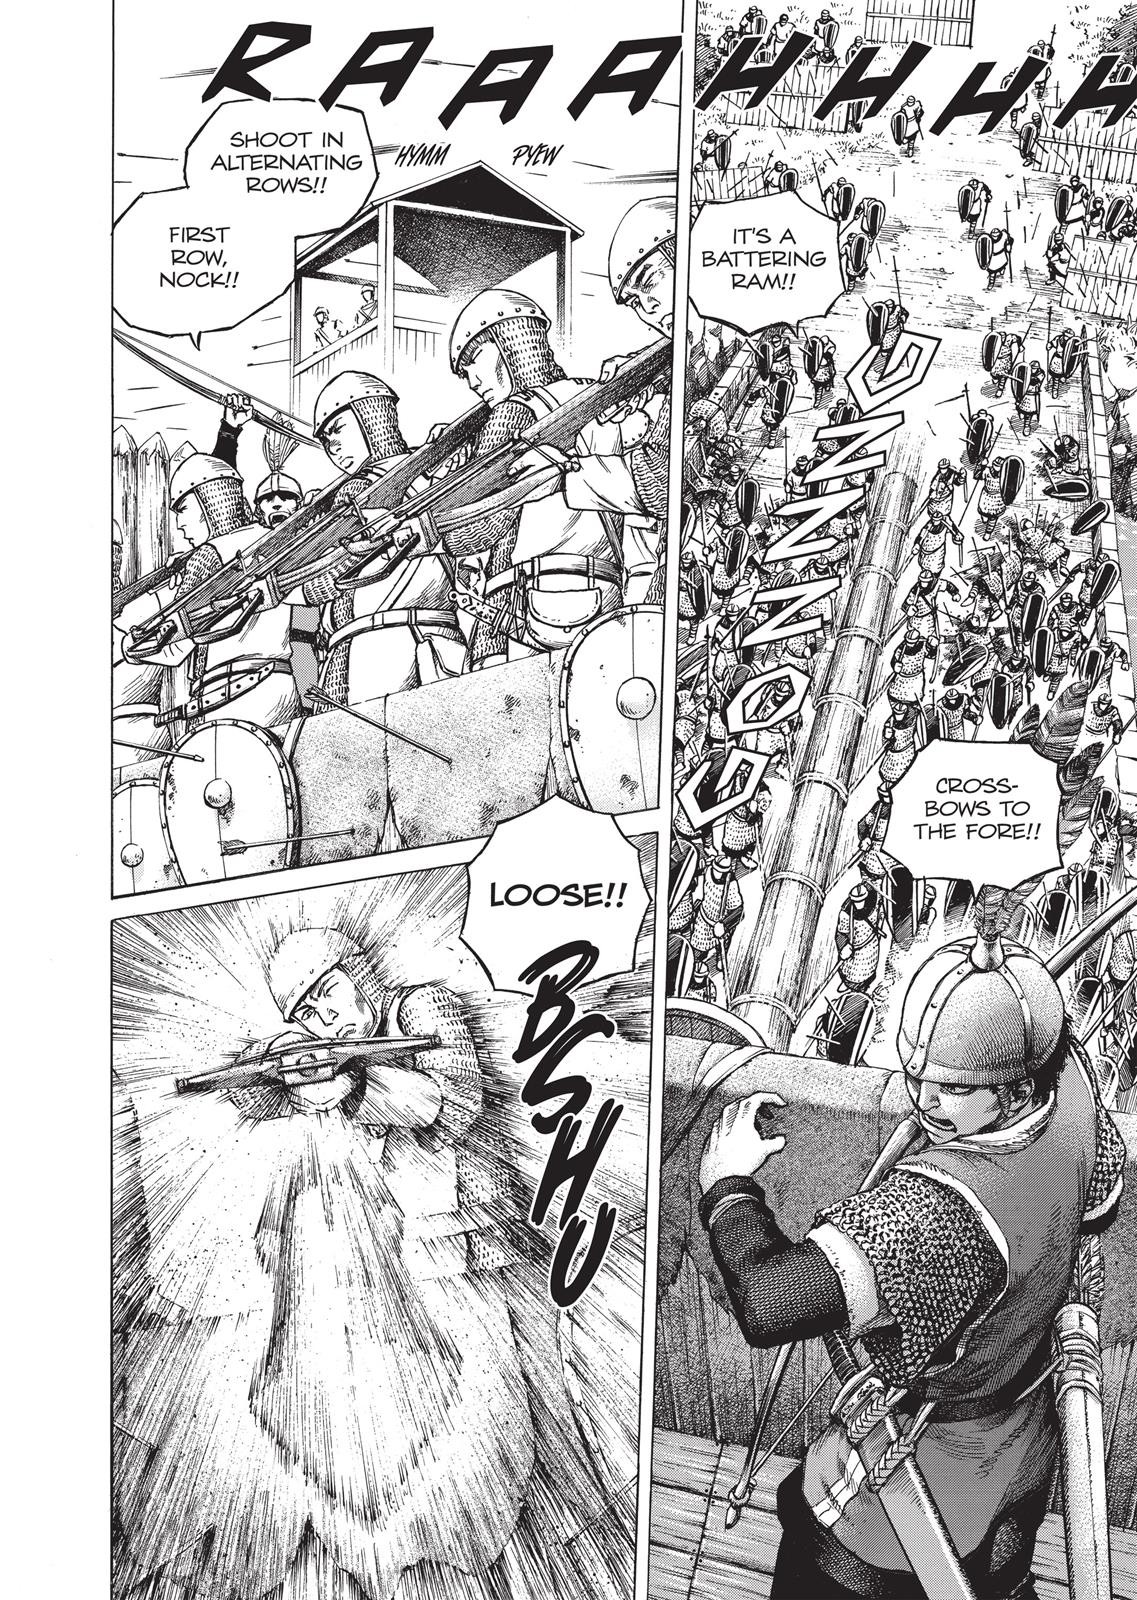 RAAAHHHH
IT'S A
BATTERING
RAM!!
GONNNNNOG
CROSS-
BOWS TO
THE FORE!!
SHOOT IN
ALTERNATING
ROWS!!
FIRST
ROW,
NOCK!!
HYMM
PYEW
LOOSE!!
BSHU